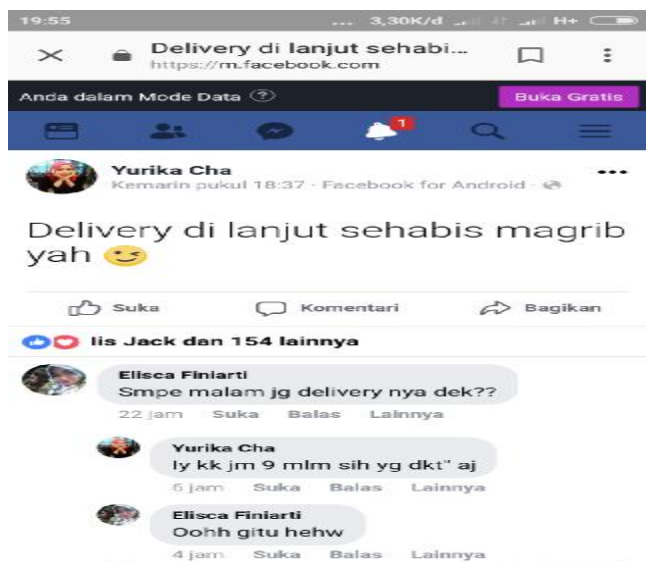 19:55 ... 3,30K/d H+
Delivery di lanjut sehabi...
https://m.facebook.com
Anda dalam Mode Data ? Buka Gratis
1
Yurika Cha
Kemarin pukul 18:37 · Facebook for Android ·
Delivery di lanjut sehabis magrib
yah
Suka Komentari Bagikan
Iis Jack dan 154 lainnya
Elisca Finiarti
Smpe malam jg delivery nya dek??
22 jam Suka Balas Lainnya
Yurika Cha
Iy kk jm 9 mlm sih yg dkt" aj
6 jam Suka Balas Lainnya
Elisca Finiarti
Oohh gitu hehw
4 jam Suka Balas Lainnya